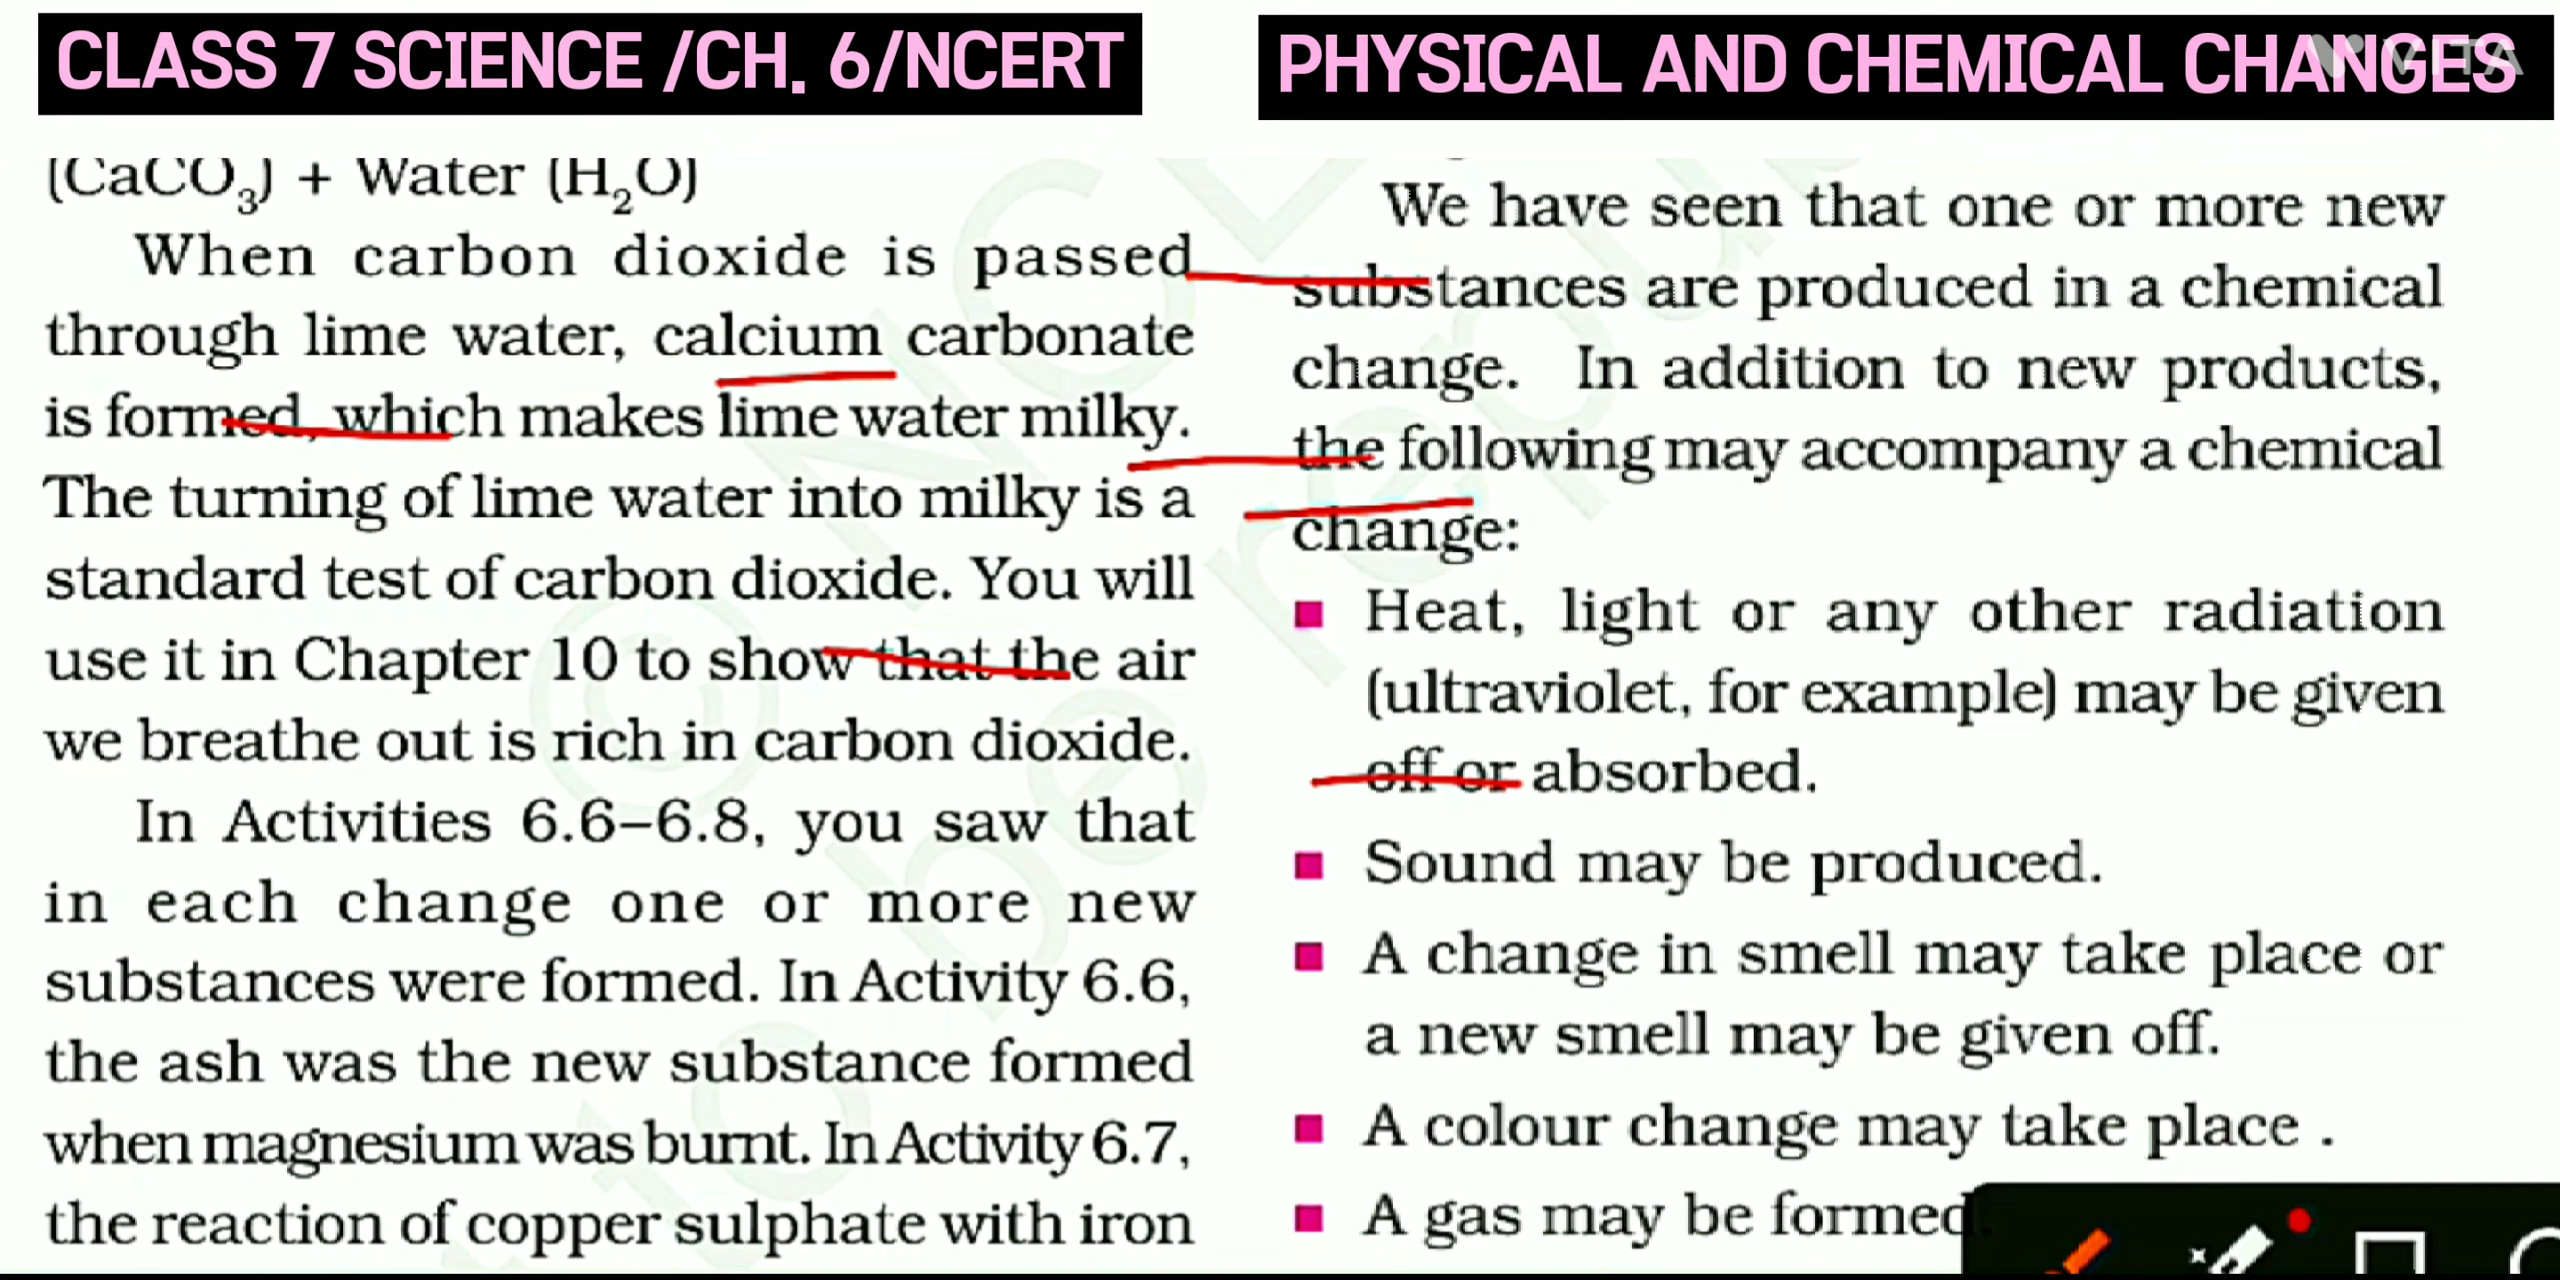 CLASS 7 SCIENCE /CH. 6/NCERT
PHYSICAL AND CHEMICAL CHANGES
VITA
(CaCO₃) + Water (H₂O)
When carbon dioxide is passed
through lime water, calcium carbonate
is formed, which makes lime water milky.
The turning of lime water into milky is a
standard test of carbon dioxide. You will
use it in Chapter 10 to show that the air
we breathe out is rich in carbon dioxide.
In Activities 6.6–6.8, you saw that
in each change one or more new
substances were formed. In Activity 6.6,
the ash was the new substance formed
when magnesium was burnt. In Activity 6.7,
the reaction of copper sulphate with iron
We have seen that one or more new
substances are produced in a chemical
change. In addition to new products,
the following may accompany a chemical
change:
Heat, light or any other radiation
(ultraviolet, for example) may be given
off or absorbed.
Sound may be produced.
A change in smell may take place or
a new smell may be given off.
A colour change may take place .
A gas may be formed.